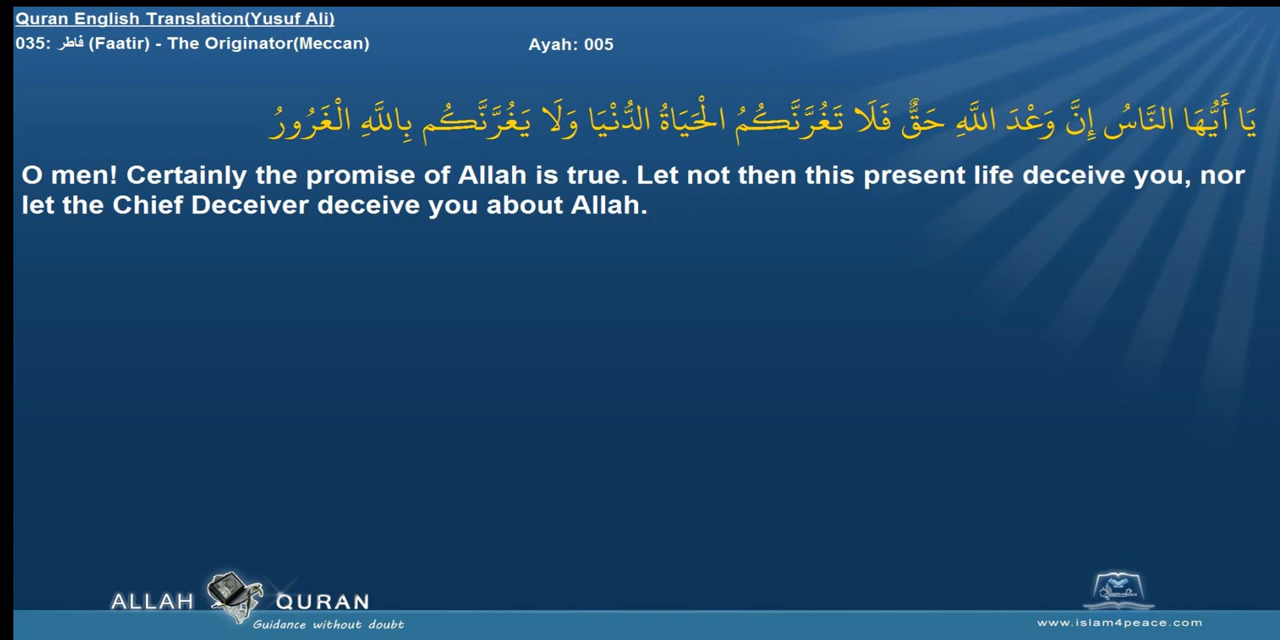 Quran English Translation(Yusuf Ali)
035: فاطر (Faatir) - The Originator(Meccan) Ayah: 005
يَا أَيُّهَا النَّاسُ إِنَّ وَعْدَ اللَّهِ حَقٌّ فَلَا تَغُرَّنَّكُمُ الْحَيَاةُ الدُّنْيَا وَلَا يَغُرَّنَّكُم بِاللَّهِ الْغَرُورُ
O men! Certainly the promise of Allah is true. Let not then this present life deceive you, nor
let the Chief Deceiver deceive you about Allah.
ALLAH QURAN
Guidance without doubt
www.islam4peace.com